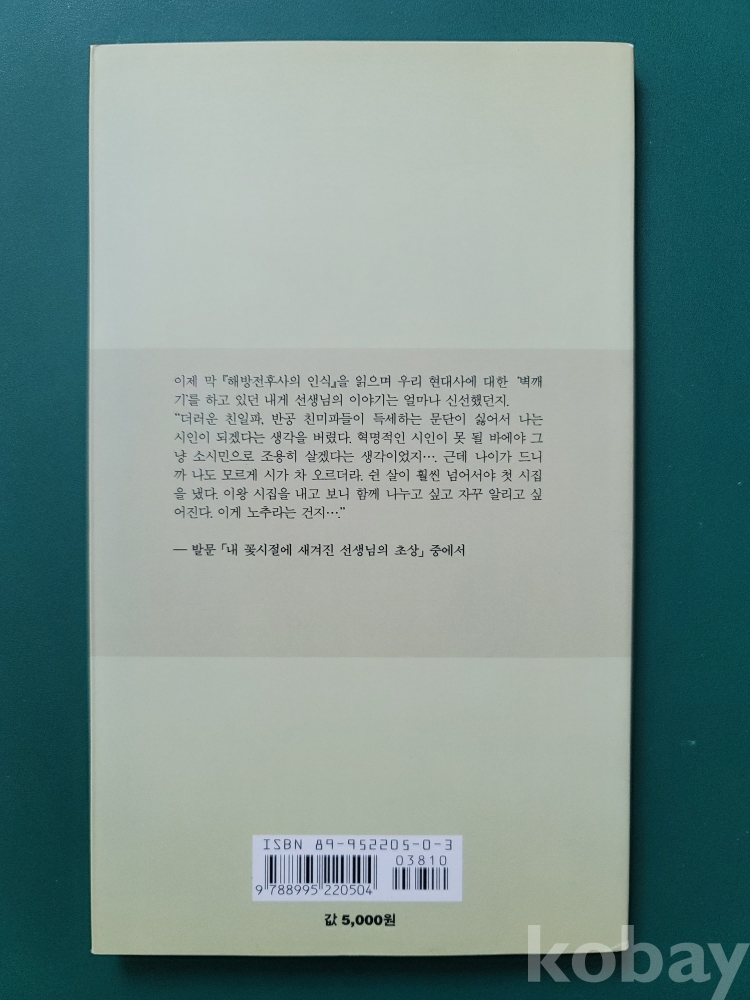 이제 막 『해방전후사의 인식』을 읽으며 우리 현대사에 대한 '벽깨
기'를 하고 있던 내게 선생님의 이야기는 얼마나 신선했던지.
"더러운 친일파, 반공 친미파들이 득세하는 문단이 싫어서 나는
시인이 되겠다는 생각을 버렸다. 혁명적인 시인이 못 될 바에야 그
냥 소시민으로 조용히 살겠다는 생각이었지…. 근데 나이가 드니
까 나도 모르게 시가 차 오르더라. 쉰 살이 훨씬 넘어서야 첫 시집
을 냈다. 이왕 시집을 내고 보니 함께 나누고 싶고 자꾸 알리고 싶
어진다. 이게 노추라는 건지…."
― 발문 「내 꽃시절에 새겨진 선생님의 초상」 중에서
ISBN 89-952205-0-3
03810
9 788995 220504
값 5,000원
kobay